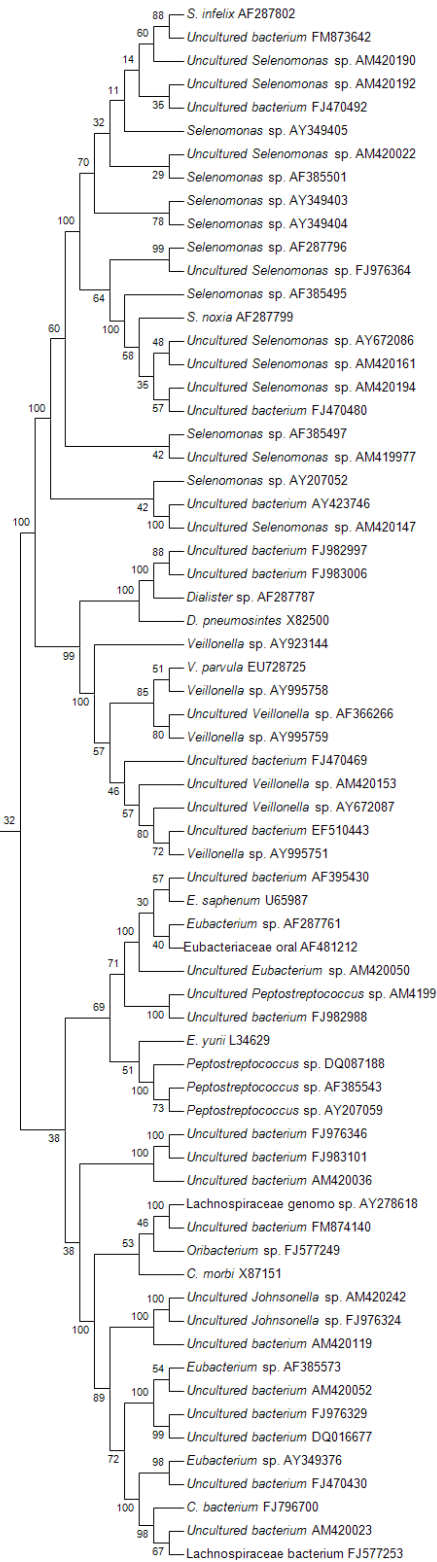 88
S. infelix AF287802
60
Uncultured bacterium FM873642
14
Uncultured Selenomonas sp. AM420190
Uncultured Selenomonas sp. AM420192
11
35
Uncultured bacterium FJ470492
32
Selenomonas sp. AY349405
Uncultured Selenomonas sp. AM420022
70
29
Selenomonas sp. AF385501
Selenomonas sp. AY349403
100
78
Selenomonas sp. AY349404
99
Selenomonas sp. AF287796
Uncultured Selenomonas sp. FJ976364
64
Selenomonas sp. AF385495
100
S. noxia AF287799
60
58
48
Uncultured Selenomonas sp. AY672086
Uncultured Selenomonas sp. AM420161
35
Uncultured Selenomonas sp. AM420194
57
Uncultured bacterium FJ470480
100
Selenomonas sp. AF385497
42
Uncultured Selenomonas sp. AM419977
Selenomonas sp. AY207052
42
Uncultured bacterium AY423746
100
100
Uncultured Selenomonas sp. AM420147
88
Uncultured bacterium FJ982997
100
Uncultured bacterium FJ983006
100
Dialister sp. AF287787
D. pneumosintes X82500
99
Veillonella sp. AY923144
100
51
V. parvula EU728725
85
Veillonella sp. AY995758
Uncultured Veillonella sp. AF366266
57
80
Veillonella sp. AY995759
Uncultured bacterium FJ470469
46
Uncultured Veillonella sp. AM420153
57
Uncultured Veillonella sp. AY672087
32
80
Uncultured bacterium EF510443
72
Veillonella sp. AY995751
57
Uncultured bacterium AF395430
30
E. saphenum U65987
100
Eubacterium sp. AF287761
40
Eubacteriaceae oral AF481212
71
Uncultured Eubacterium sp. AM420050
Uncultured Peptostreptococcus sp. AM4199
69
100
Uncultured bacterium FJ982988
E. yurii L34629
51
Peptostreptococcus sp. DQ087188
100
Peptostreptococcus sp. AF385543
73
Peptostreptococcus sp. AY207059
38
100
Uncultured bacterium FJ976346
100
Uncultured bacterium FJ983101
Uncultured bacterium AM420036
100
Lachnospiraceae genomo sp. AY278618
46
Uncultured bacterium FM874140
38
53
Oribacterium sp. FJ577249
C. morbi X87151
100
100
Uncultured Johnsonella sp. AM420242
100
Uncultured Johnsonella sp. FJ976324
Uncultured bacterium AM420119
89
54
Eubacterium sp. AF385573
100
Uncultured bacterium AM420052
Uncultured bacterium FJ976329
99
Uncultured bacterium DQ016677
72
98
Eubacterium sp. AY349376
Uncultured bacterium FJ470430
100
C. bacterium FJ796700
98
Uncultured bacterium AM420023
67
Lachnospiraceae bacterium FJ577253